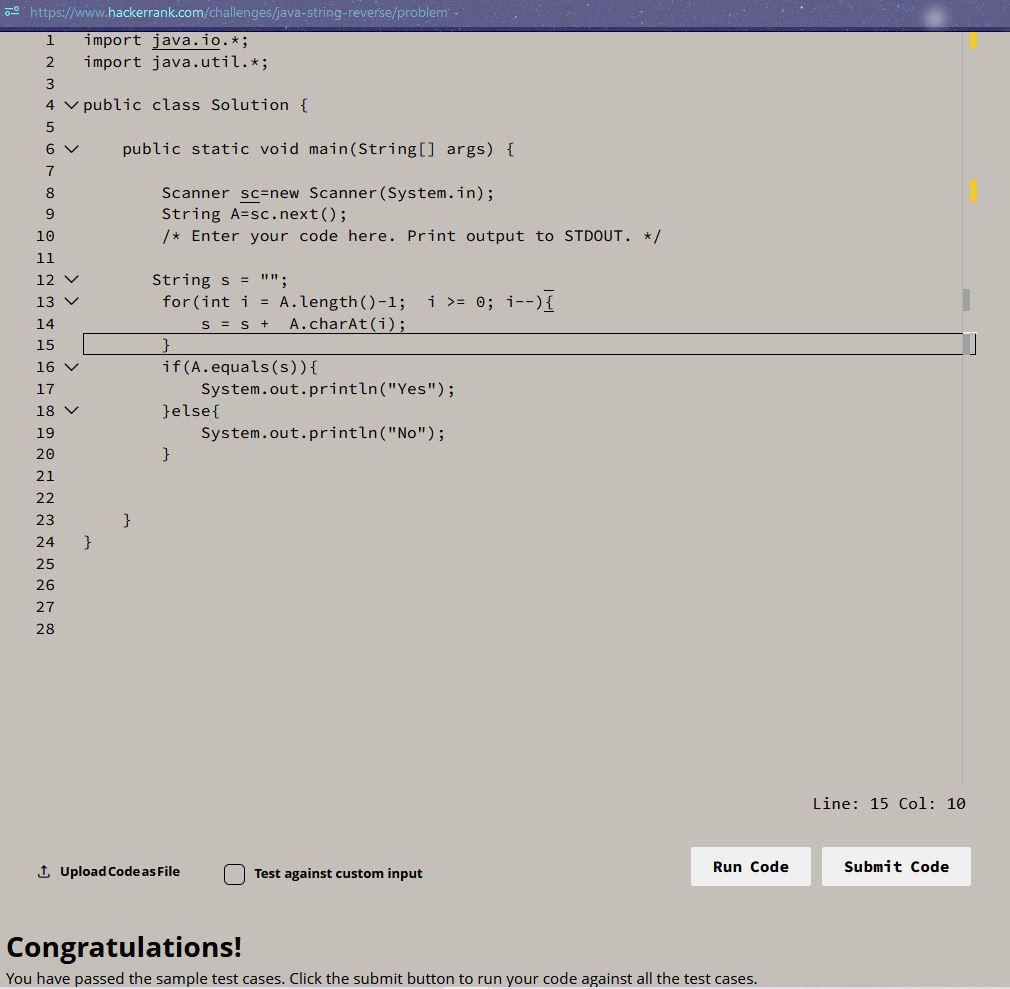 https://www.hackerrank.com/challenges/java-string-reverse/problem
1 import java.io.*;
2 import java.util.*;
3
4 public class Solution {
5
6     public static void main(String[] args) {
7
8         Scanner sc=new Scanner(System.in);
9         String A=sc.next();
10         /* Enter your code here. Print output to STDOUT. */
11
12        String s = "";
13         for(int i = A.length()-1;  i >= 0; i--){
14             s = s +  A.charAt(i);
15         }
16         if(A.equals(s)){
17             System.out.println("Yes");
18         }else{
19             System.out.println("No");
20         }
21
22
23     }
24 }
25
26
27
28
Line: 15 Col: 10
Upload Code as File Test against custom input Run Code Submit Code
Congratulations!
You have passed the sample test cases. Click the submit button to run your code against all the test cases.